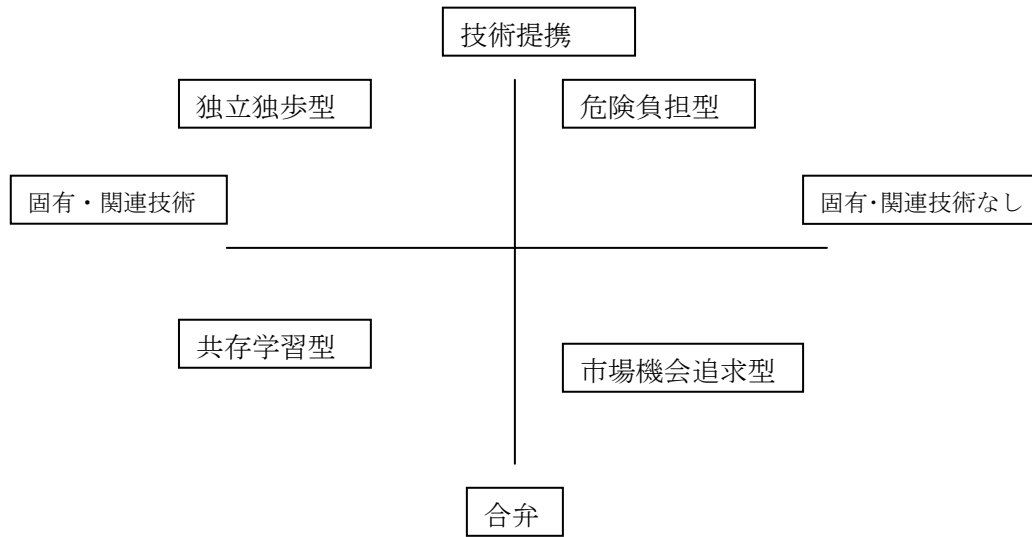 技術提携
独立独歩型
危険負担型
固有・関連技術
固有･関連技術なし
共存学習型
市場機会追求型
合弁